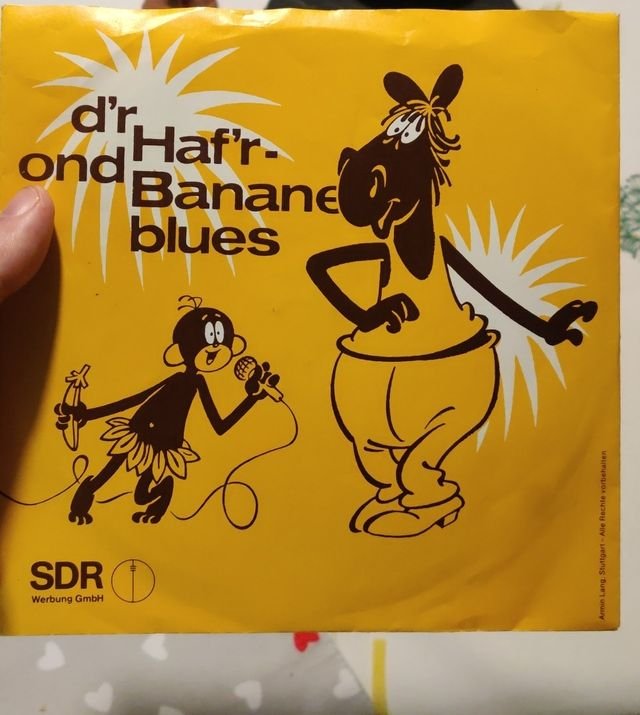 d'r Haf'r-
ond Banane
blues
SDR
Werbung GmbH
Armin Lang, Stuttgart - Alle Rechte vorbehalten